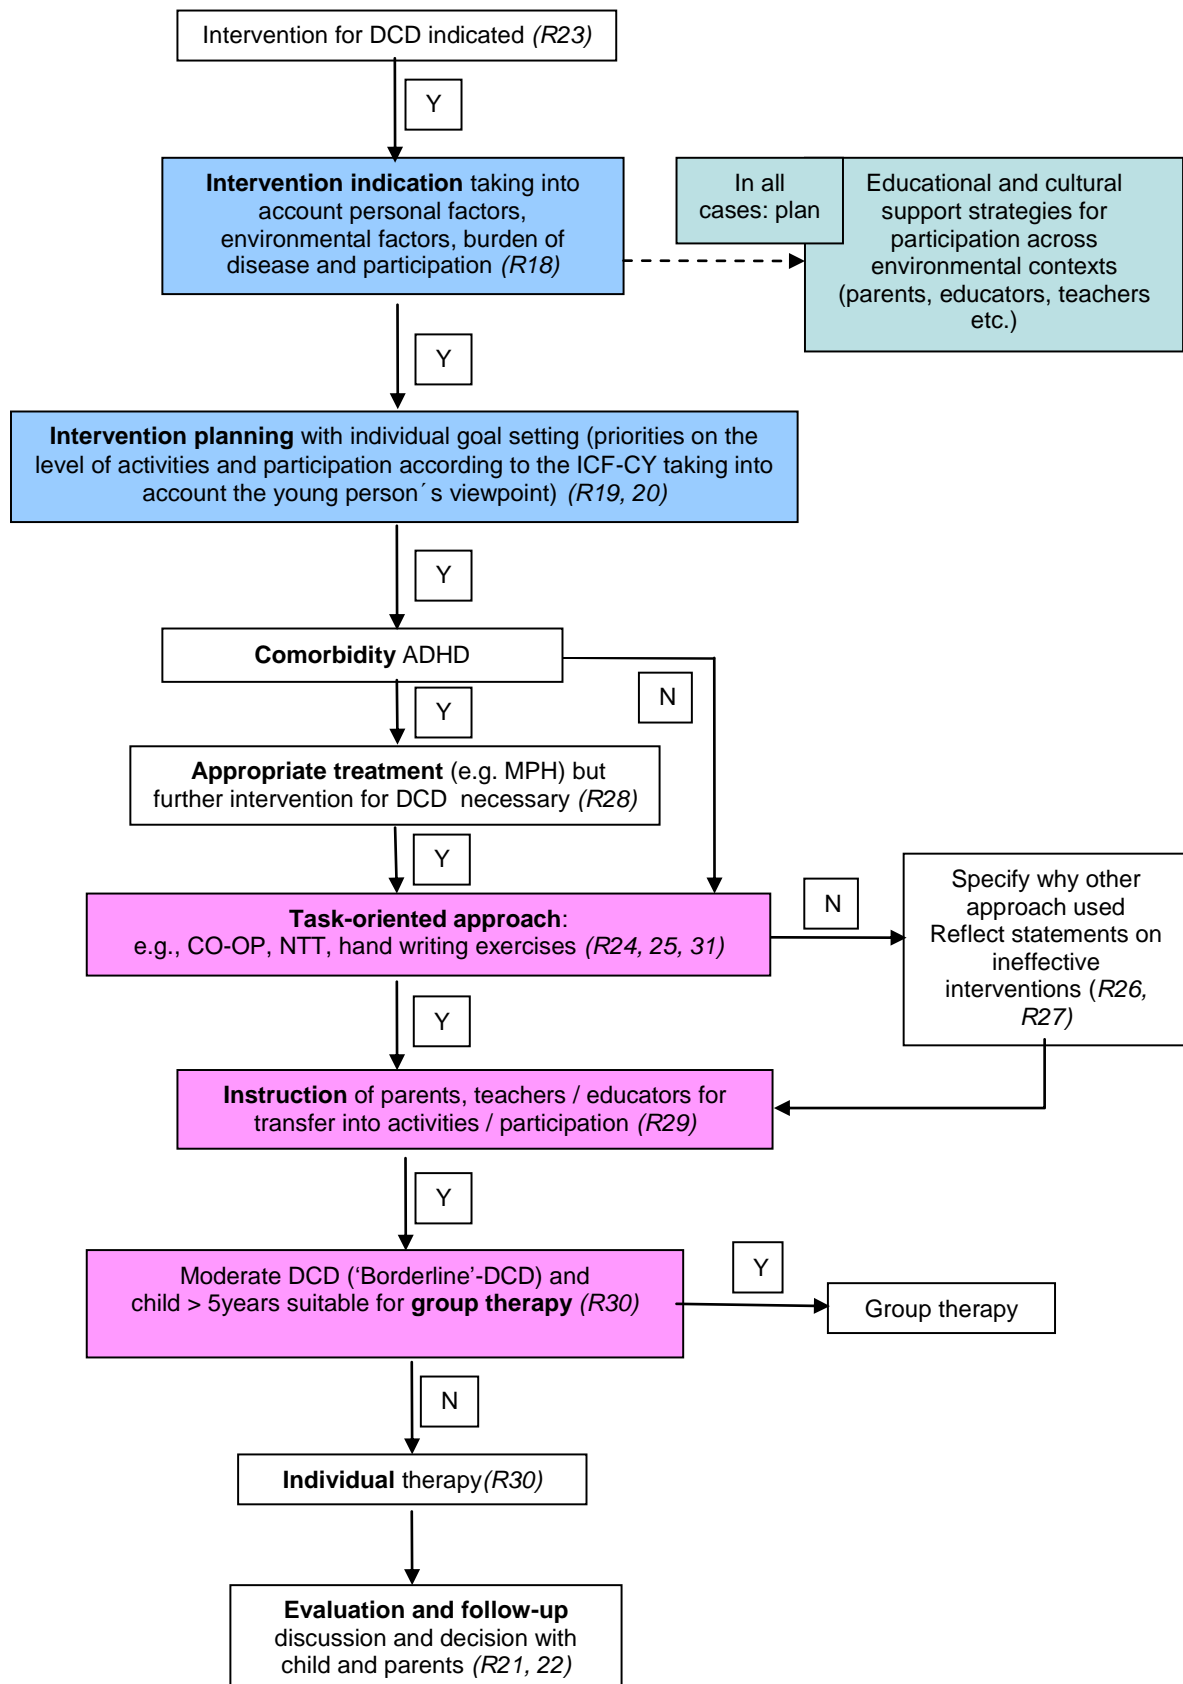 Intervention for DCD indicated (R23)
Y
Intervention indication taking into
account personal factors,
environmental factors, burden of
disease and participation (R18)
In all
cases: plan
Educational and cultural
support strategies for
participation across
environmental contexts
(parents, educators, teachers
etc.)
Y
Intervention planning with individual goal setting (priorities on the
level of activities and participation according to the ICF-CY taking into
account the young person´s viewpoint) (R19, 20)
Y
Comorbidity ADHD
N
Y
Appropriate treatment (e.g. MPH) but
further intervention for DCD necessary (R28)
Y
Task-oriented approach:
e.g., CO-OP, NTT, hand writing exercises (R24, 25, 31)
N
Specify why other
approach used
Reflect statements on
ineffective
interventions (R26,
R27)
Y
Instruction of parents, teachers / educators for
transfer into activities / participation (R29)
Y
Moderate DCD (‘Borderline’-DCD) and
child > 5years suitable for group therapy (R30)
Y
Group therapy
N
Individual therapy(R30)
Evaluation and follow-up
discussion and decision with
child and parents (R21, 22)